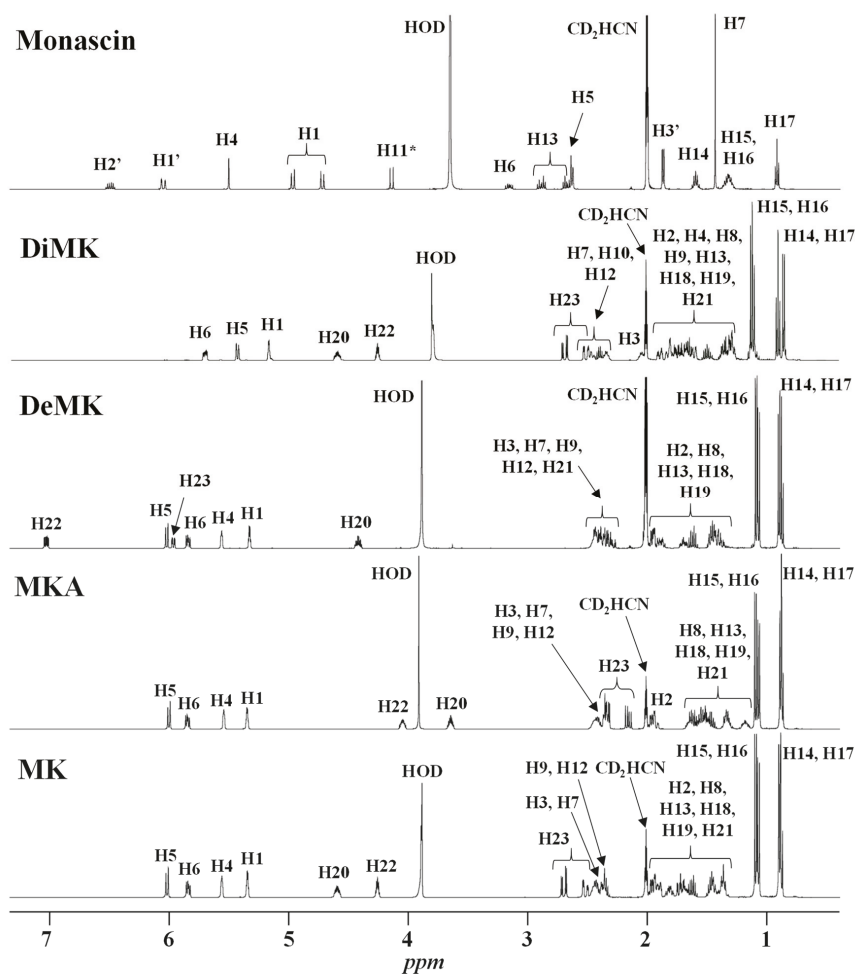 Monascin
HOD
CD2HCN
H7
H2’
H1’
H4
H1
H11*
H6
H13
H5
H3’
H14
H15,
H16
H17
DiMK
HOD
CD2HCN
H15, H16
H14, H17
H6
H5
H1
H20
H22
H23
H7, H10,
H12
H3
H2, H4, H8,
H9, H13,
H18, H19,
H21
DeMK
HOD
CD2HCN
H15, H16
H14, H17
H22
H5
H23
H6
H4
H1
H20
H3, H7, H9,
H12, H21
H2, H8,
H13, H18,
H19
MKA
HOD
CD2HCN
H15, H16
H14, H17
H5
H6
H4
H1
H22
H20
H3, H7,
H9, H12
H23
H2
H8, H13,
H18, H19,
H21
MK
HOD
H9, H12
CD2HCN
H15, H16
H14, H17
H5
H6
H4
H1
H20
H22
H23
H3, H7
H2, H8,
H13, H18,
H19, H21
7 6 5 4 3 2 1
ppm